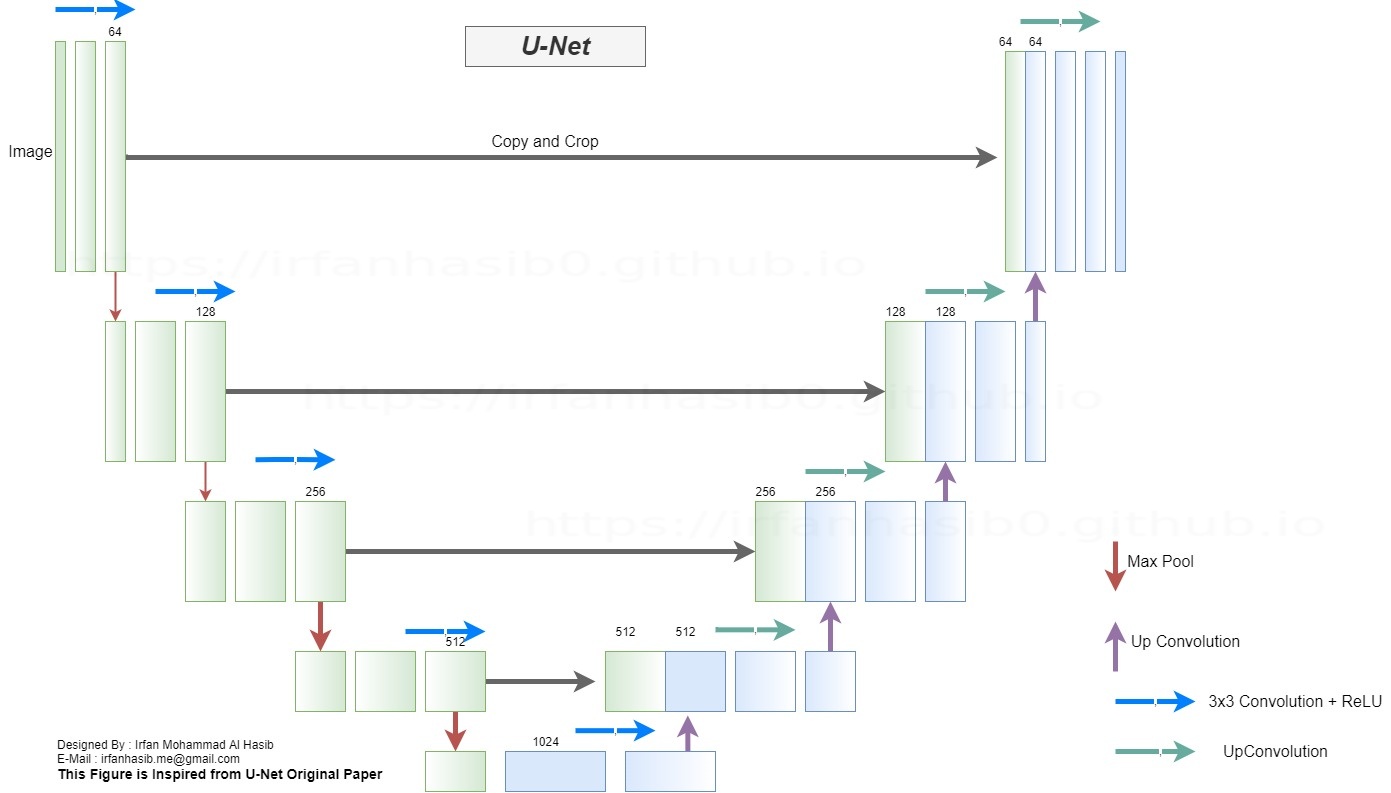 U-Net
64
64 64
Copy and Crop
Image
https://irfanhasib0.github.io
128
128 128
https://irfanhasib0.github.io
256
256 256
https://irfanhasib0.github.io
Max Pool
512
512 512
Up Convolution
3x3 Convolution + ReLU
1024
UpConvolution
Designed By : Irfan Mohammad Al Hasib
E-Mail : irfanhasib.me@gmail.com
This Figure is Inspired from U-Net Original Paper